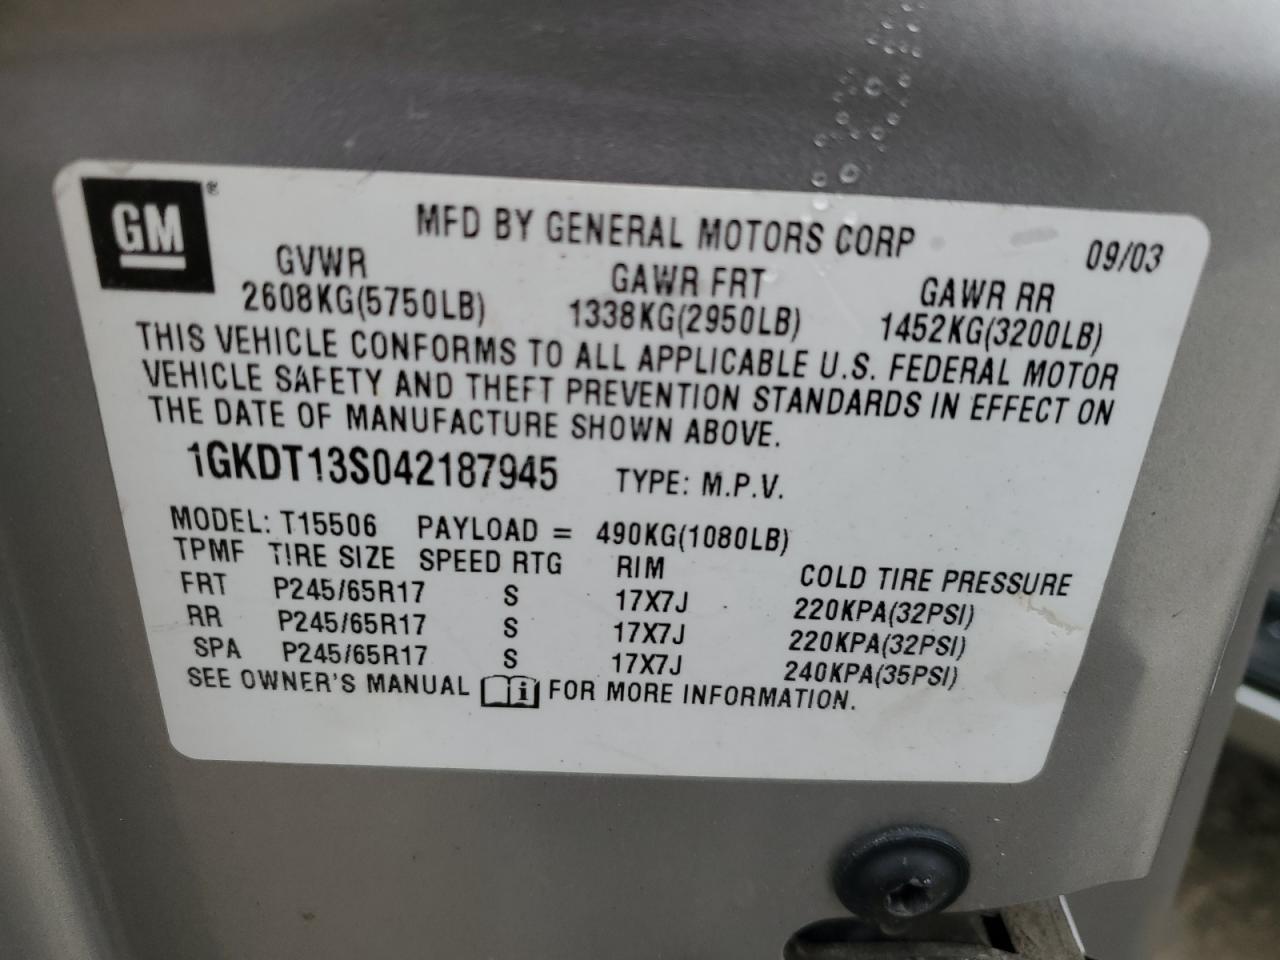 GM ®
MFD BY GENERAL MOTORS CORP 09/03
GVWR GAWR FRT GAWR RR
2608KG(5750LB) 1338KG(2950LB) 1452KG(3200LB)
THIS VEHICLE CONFORMS TO ALL APPLICABLE U.S. FEDERAL MOTOR
VEHICLE SAFETY AND THEFT PREVENTION STANDARDS IN EFFECT ON
THE DATE OF MANUFACTURE SHOWN ABOVE.
1GKDT13S042187945 TYPE: M.P.V.
MODEL: T15506 PAYLOAD = 490KG(1080LB)
TPMF TIRE SIZE SPEED RTG RIM COLD TIRE PRESSURE
FRT P245/65R17 S 17X7J 220KPA(32PSI)
RR P245/65R17 S 17X7J 220KPA(32PSI)
SPA P245/65R17 S 17X7J 240KPA(35PSI)
SEE OWNER'S MANUAL i FOR MORE INFORMATION.